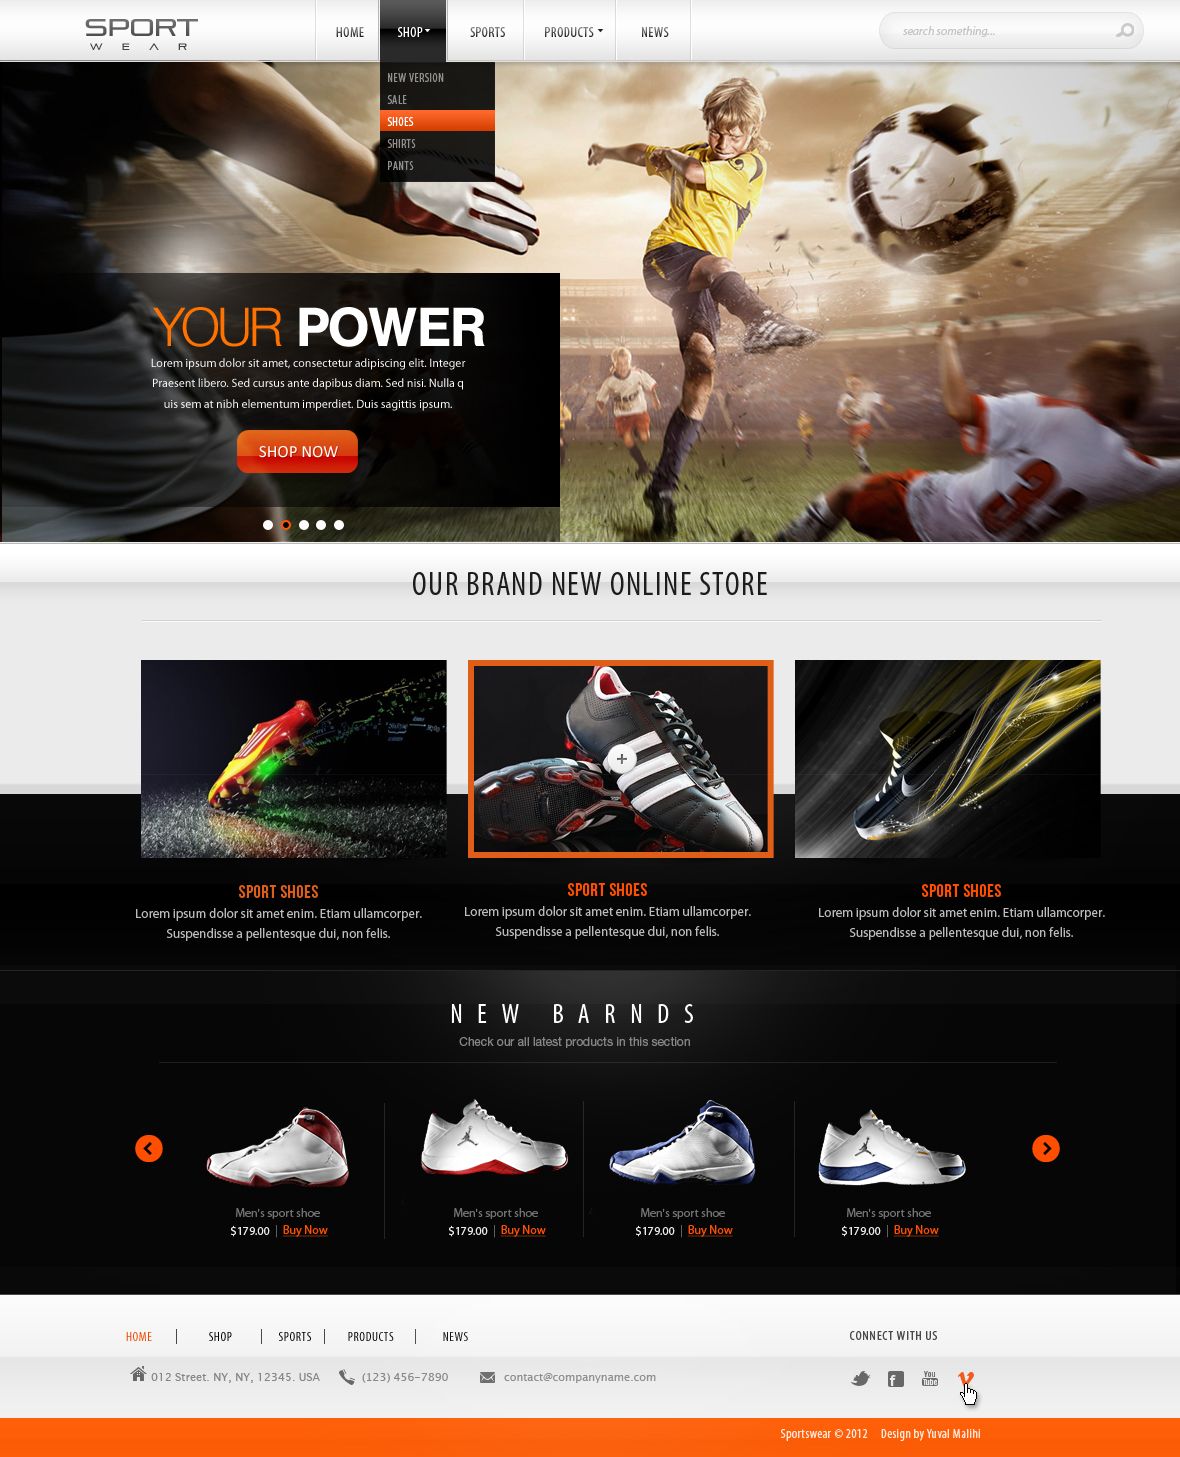 SPORT
WEAR
HOME
SHOP
SPORTS
PRODUCTS
NEWS
search something...
NEW VERSION
SALE
SHOES
SHIRTS
PANTS
YOUR POWER
Lorem ipsum dolor sit amet, consectetur adipiscing elit. Integer
Praesent libero. Sed cursus ante dapibus diam. Sed nisi. Nulla q
uis sem at nibh elementum imperdiet. Duis sagittis ipsum.
SHOP NOW
OUR BRAND NEW ONLINE STORE
SPORT SHOES
Lorem ipsum dolor sit amet enim. Etiam ullamcorper.
Suspendisse a pellentesque dui, non felis.
SPORT SHOES
Lorem ipsum dolor sit amet enim. Etiam ullamcorper.
Suspendisse a pellentesque dui, non felis.
SPORT SHOES
Lorem ipsum dolor sit amet enim. Etiam ullamcorper.
Suspendisse a pellentesque dui, non felis.
NEW BARNDS
Check our all latest products in this section
Men's sport shoe
$179.00 | Buy Now
Men's sport shoe
$179.00 | Buy Now
Men's sport shoe
$179.00 | Buy Now
Men's sport shoe
$179.00 | Buy Now
HOME | SHOP | SPORTS | PRODUCTS | NEWS
CONNECT WITH US
012 Street. NY, NY, 12345. USA
(123) 456-7890
contact@companyname.com
You
Tube
Sportswear © 2012 Design by Yuval Malihi